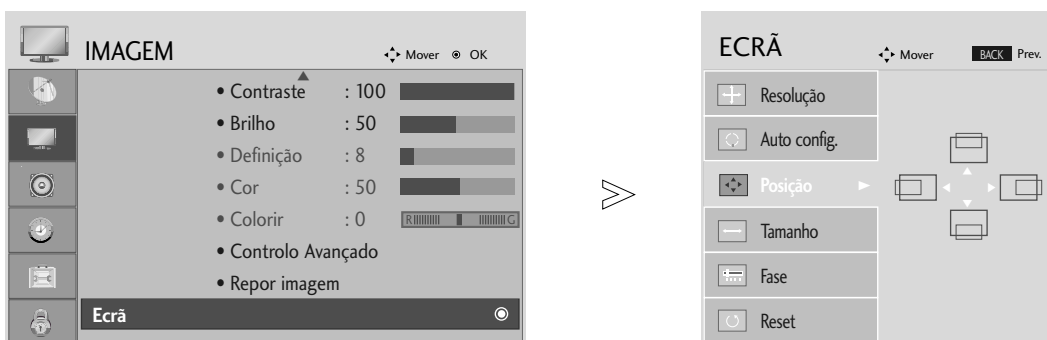 IMAGEM
Mover OK
• Contraste : 100
• Brilho : 50
• Definição : 8
• Cor : 50
• Colorir : 0 R G
• Controlo Avançado
• Repor imagem
Ecrã
ECRÃ
Mover BACK Prev.
Resolução
Auto config.
Posição
Tamanho
Fase
Reset